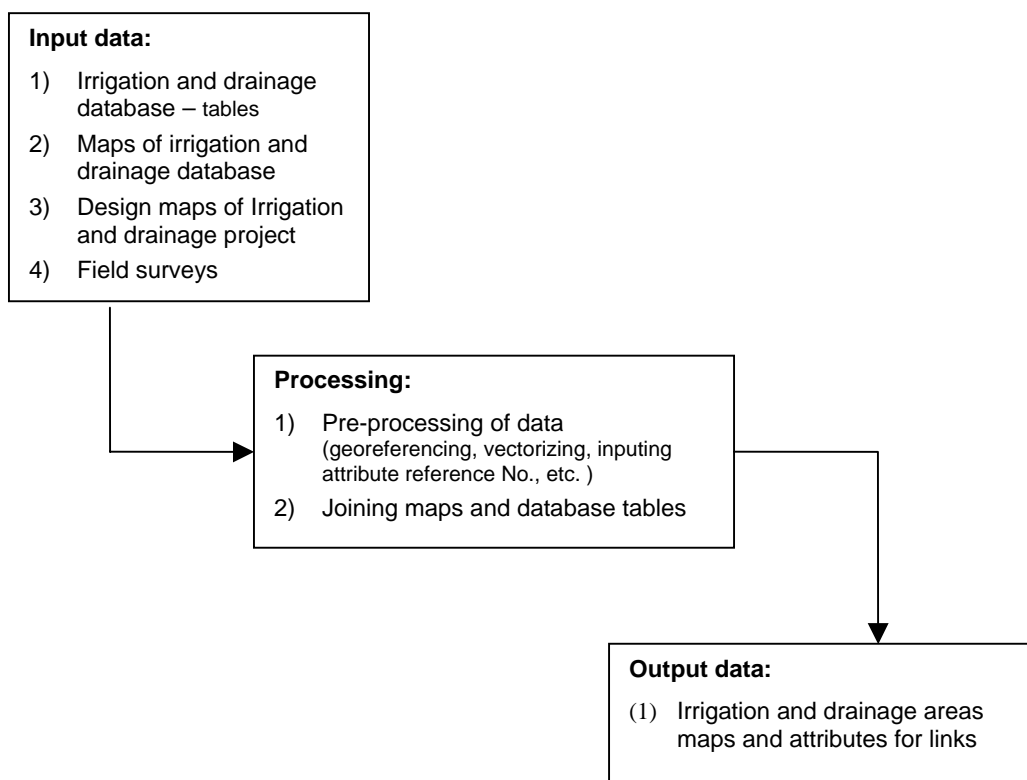 Input data:
1) Irrigation and drainage
database – tables
2) Maps of irrigation and
drainage database
3) Design maps of Irrigation
and drainage project
4) Field surveys
Processing:
1) Pre-processing of data
(georeferencing, vectorizing, inputing
attribute reference No., etc. )
2) Joining maps and database tables
Output data:
(1) Irrigation and drainage areas
maps and attributes for links